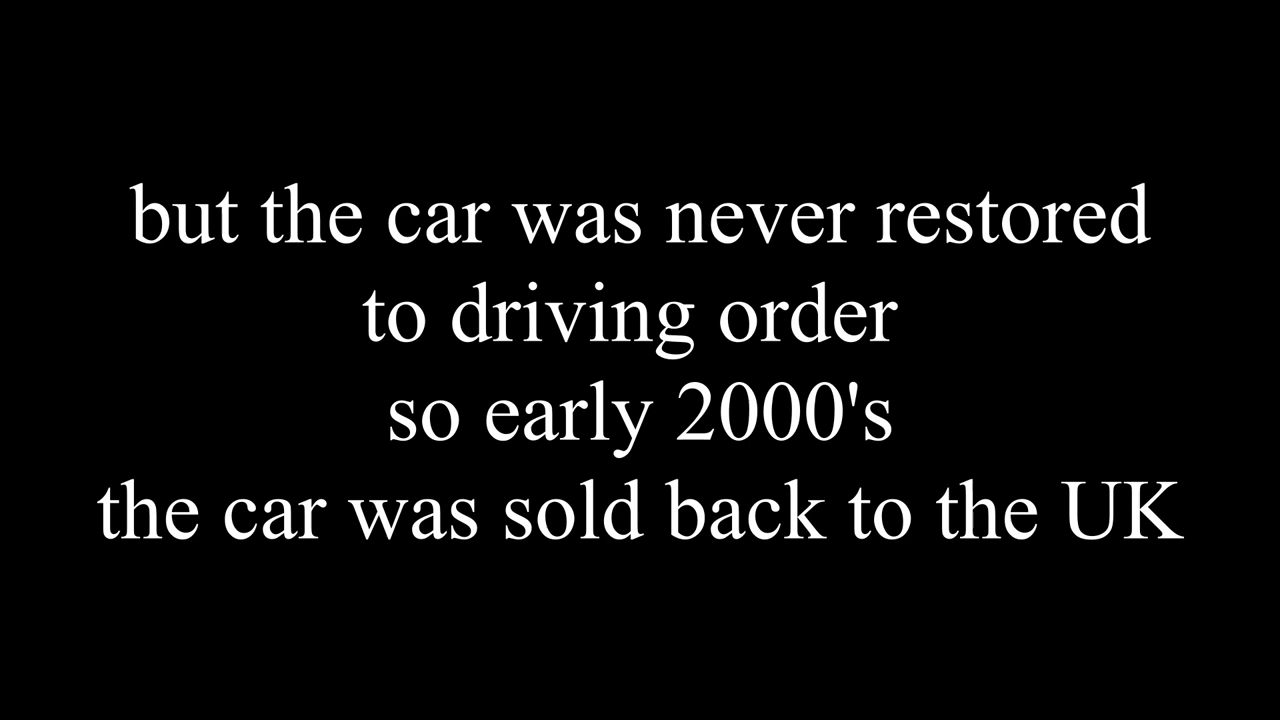 but the car was never restored
to driving order
so early 2000's
the car was sold back to the UK